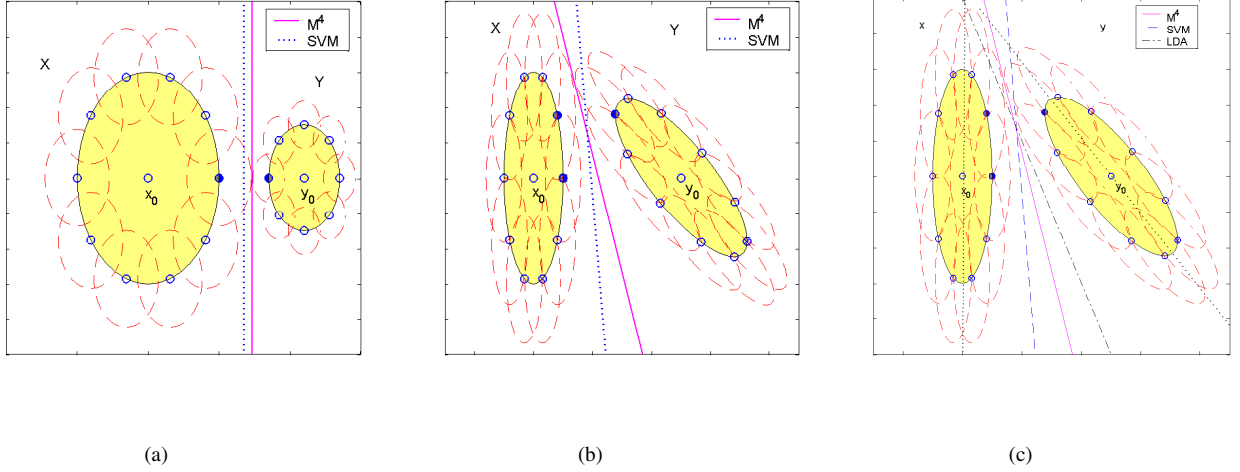 X
Y
M⁴
SVM
x₀
y₀
X
Y
M⁴
SVM
x₀
y₀
x
y
M⁴
SVM
LDA
x₀
y₀
(a)
(b)
(c)